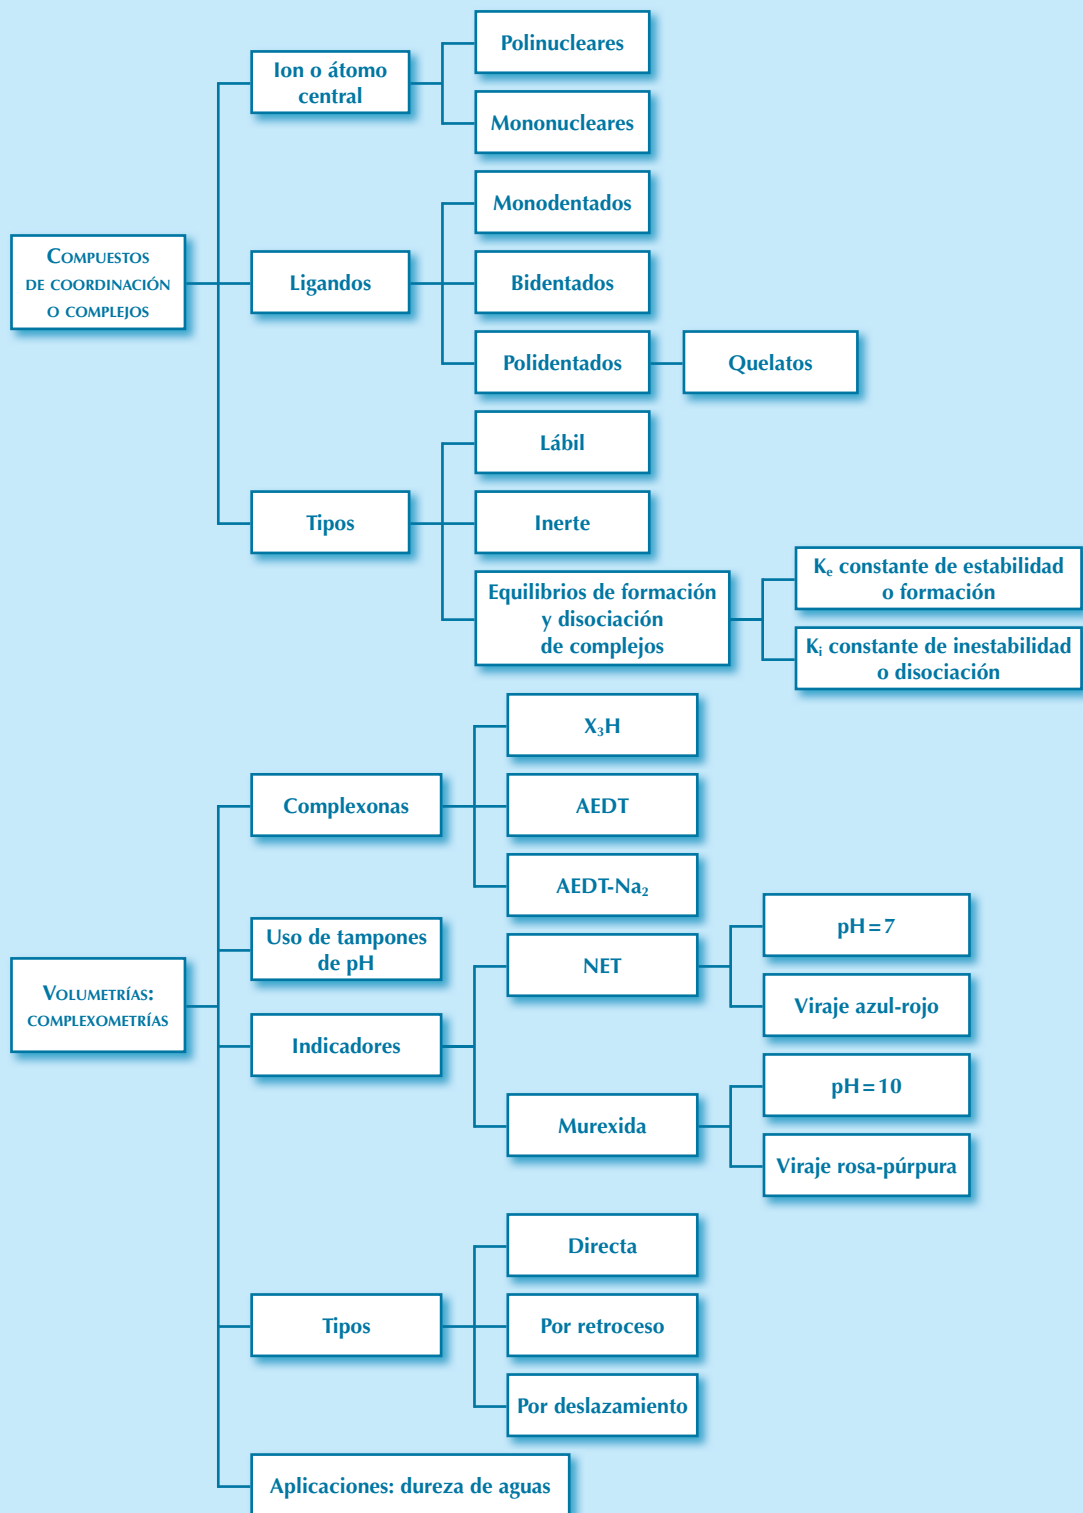 Polinucleares
Ion o átomo
central
Mononucleares
Monodentados
COMPUESTOS
DE COORDINACIÓN
O COMPLEJOS
Ligandos
Bidentados
Polidentados
Quelatos
Lábil
Tipos
Inerte
Equilibrios de formación
y disociación
de complejos
Kₑ constante de estabilidad
o formación
Kᵢ constante de inestabilidad
o disociación
X₃H
Complexonas
AEDT
AEDT-Na₂
Uso de tampones
de pH
pH = 7
NET
VOLUMETRÍAS:
COMPLEXOMETRÍAS
Viraje azul-rojo
Indicadores
pH = 10
Murexida
Viraje rosa-púrpura
Directa
Tipos
Por retroceso
Por deslazamiento
Aplicaciones: dureza de aguas